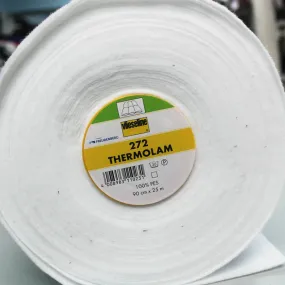 vlieseline
272
THERMOLAM
100% PES
90 cm x 25 m